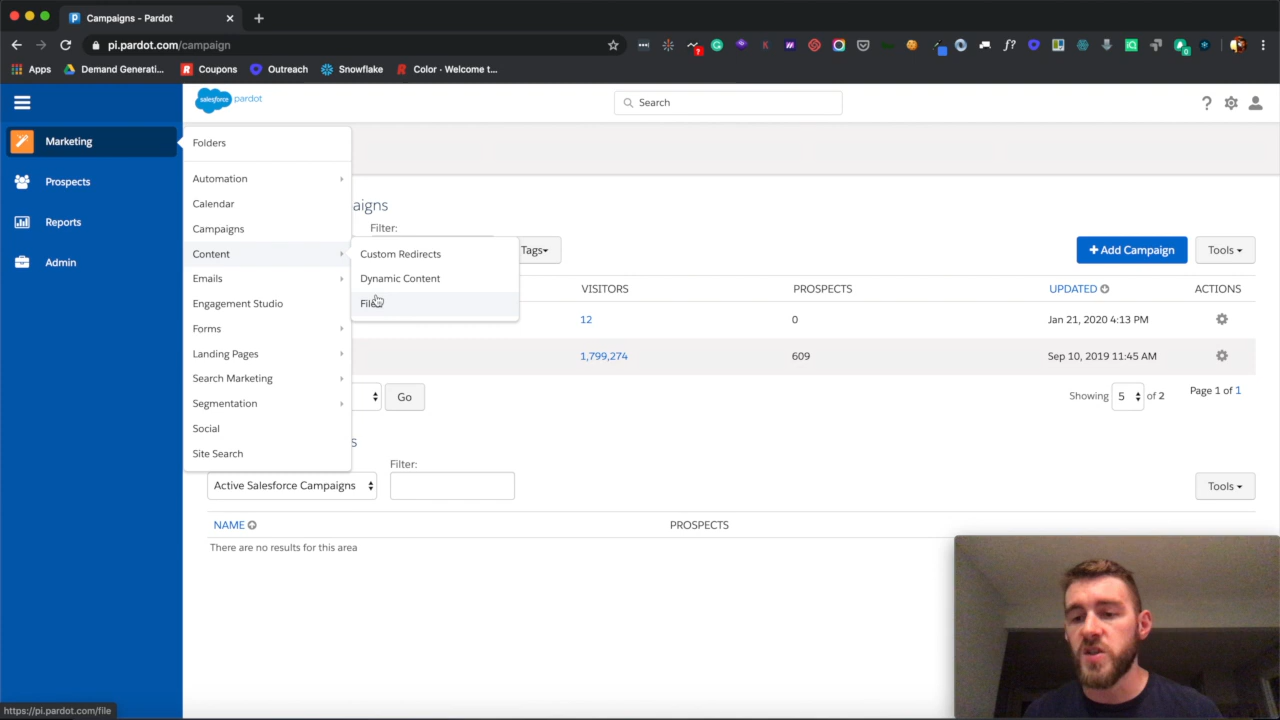 Campaigns - Pardot
pi.pardot.com/campaign
Apps
Demand Generati...
Coupons
Outreach
Snowflake
Color - Welcome t...
salesforce pardot
Search
Marketing
Prospects
Reports
Admin
Folders
Automation
Calendar
Campaigns
Content
Emails
Engagement Studio
Forms
Landing Pages
Search Marketing
Segmentation
Social
Site Search
Custom Redirects
Dynamic Content
aigns
Filter:
Tags
+ Add Campaign
Tools
VISITORS PROSPECTS UPDATED ACTIONS
12 0 Jan 21, 2020 4:13 PM
1,799,274 609 Sep 10, 2019 11:45 AM
Go
Showing 5 of 2
Page 1 of 1
s
Filter:
Active Salesforce Campaigns
Tools
NAME PROSPECTS
There are no results for this area
https://pi.pardot.com/file